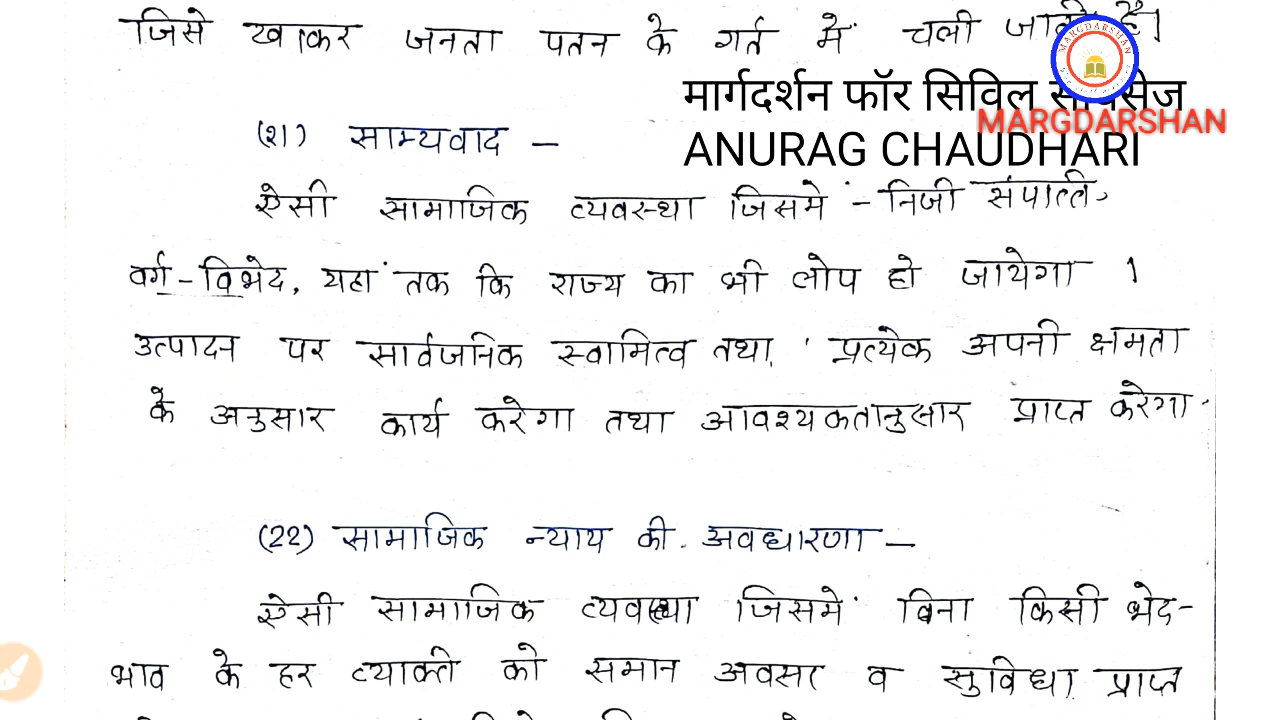 जिसे खाकर जनता पतन के गर्त में चली जाती है।
MARGDARSHAN
मार्गदर्शन फॉर सिविल सर्विसेज
MARGDARSHAN
ANURAG CHAUDHARI
(२१) साम्यवाद –
ऐसी सामाजिक व्यवस्था जिसमें – निजी संपत्ति,
वर्ग-विभेद, यहां तक कि राज्य का भी लोप हो जायेगा ।
उत्पादन पर सार्वजनिक स्वामित्व तथा प्रत्येक अपनी क्षमता
के अनुसार कार्य करेगा तथा आवश्यकतानुसार प्राप्त करेगा.
(22) सामाजिक न्याय की अवधारणा –
ऐसी सामाजिक व्यवस्था जिसमें बिना किसी भेद-
भाव के हर व्यक्ति को समान अवसर व सुविधा प्राप्त